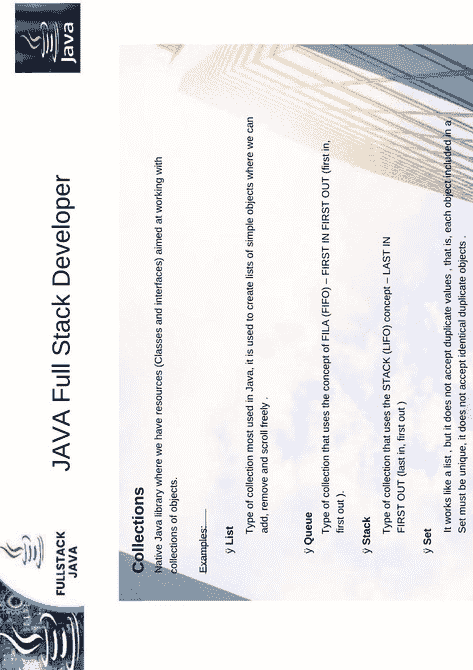 Java
JAVA Full Stack Developer
FULLSTACK
JAVA
Collections
Native Java library where we have resources (Classes and interfaces) aimed at working with
collections of objects.
Examples:
ÿ List
Type of collection most used in Java, it is used to create lists of simple objects where we can
add, remove and scroll freely .
ÿ Queue
Type of collection that uses the concept of FILA (FIFO) – FIRST IN FIRST OUT (first in,
first out ).
ÿ Stack
Type of collection that uses the STACK (LIFO) concept – LAST IN
FIRST OUT (last in, first out )
ÿ Set
It works like a list , but it does not accept duplicate values , that is, each object included in a
Set must be unique, it does not accept identical duplicate objects .